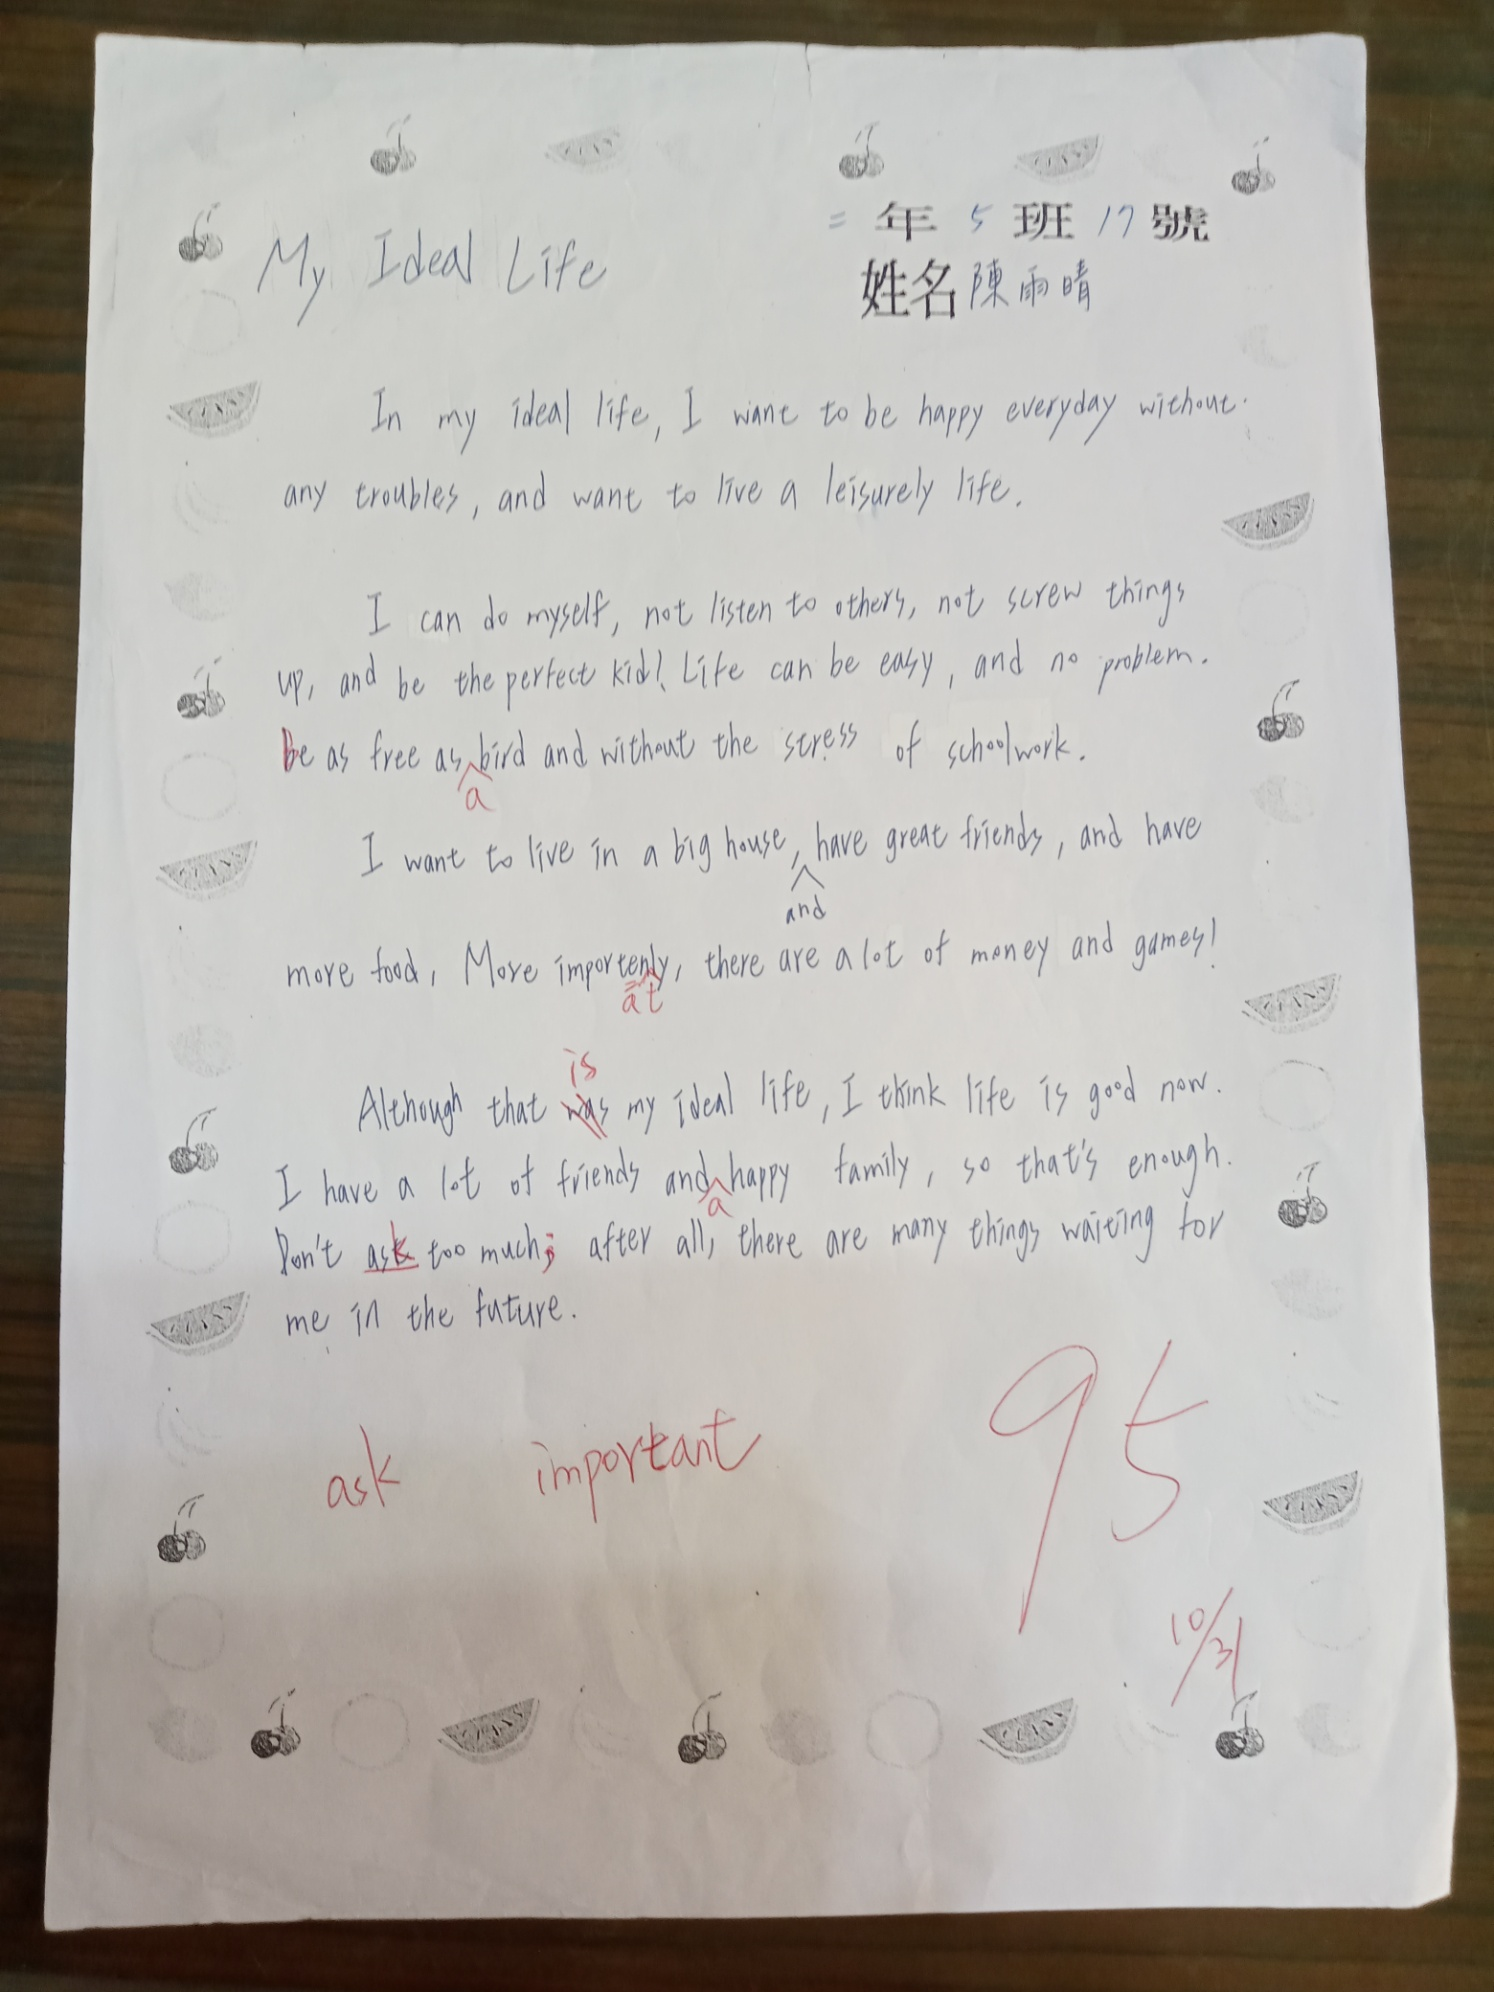 二年5班17號
My Ideal Life
姓名陳雨晴
In my ideal life, I want to be happy everyday without
any troubles, and want to live a leisurely life.
I can do myself, not listen to others, not screw things
up, and be the perfect kid! Life can be easy, and no problem.
be as free as bird and without the stress of schoolwork.
a
I want to live in a big house, have great friends, and have
and
more food, More importenly, there are a lot of money and games!
at
is
Although that was my ideal life, I think life is good now.
I have a lot of friends and happy family, so that's enough.
a
Don't ask too much; after all, there are many things waiting for
me in the future.
ask important
95
10/31